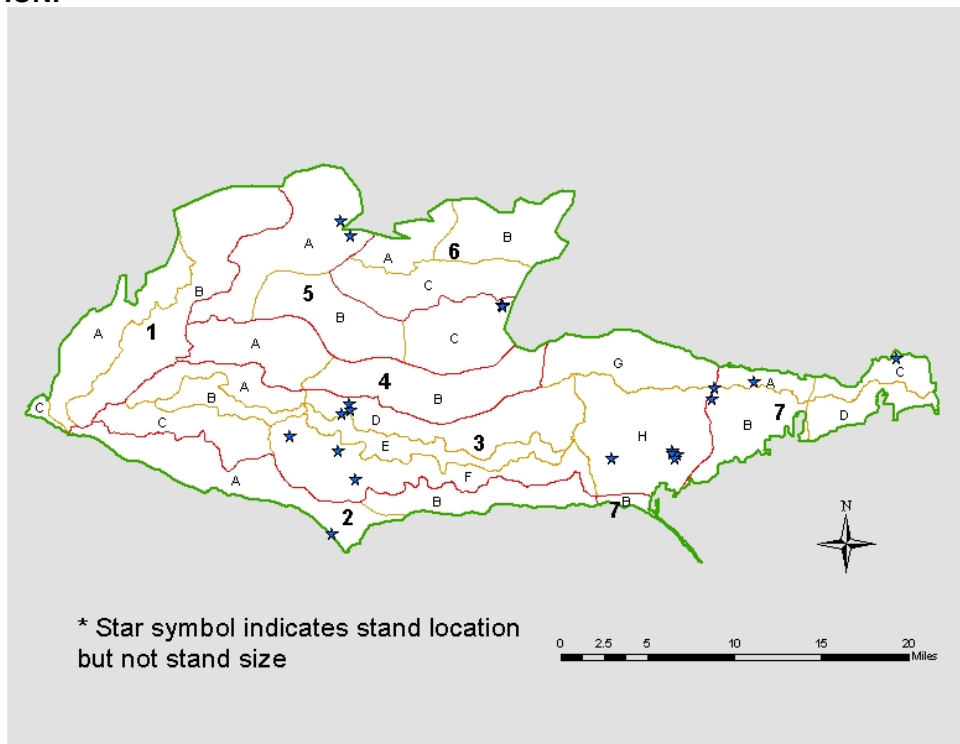 A
B
6
A
B
5
C
A
1
B
C
A
G
C
4
A
A
B
C
7
B
D
C
D
3
H
B
C
E
F
A
B
B
2
7
N
* Star symbol indicates stand location
but not stand size
0 2.5 5 10 15 20
Miles